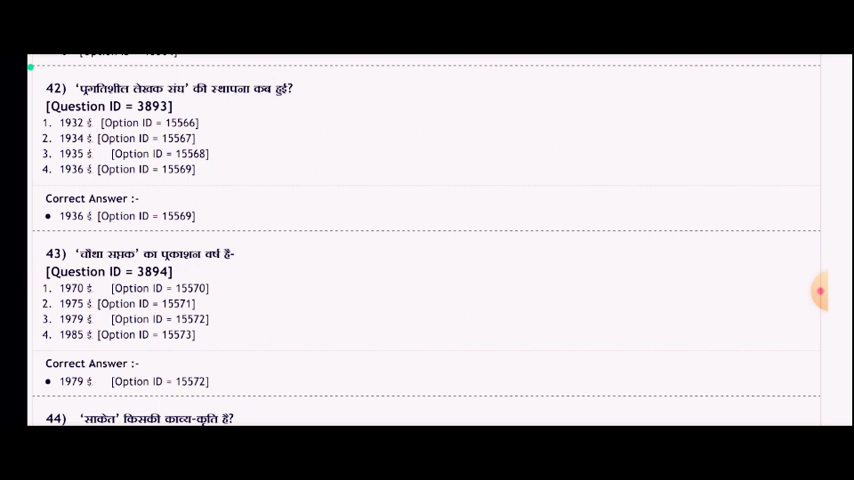 42) 'प्रगतिशील लेखक संघ' की स्थापना कब हुई?
[Question ID = 3893]
1. 1932 ई. [Option ID = 15566]
2. 1934 ई. [Option ID = 15567]
3. 1935 ई. [Option ID = 15568]
4. 1936 ई. [Option ID = 15569]
Correct Answer :-
• 1936 ई. [Option ID = 15569]
43) 'चौथा सप्तक' का प्रकाशन वर्ष है-
[Question ID = 3894]
1. 1970 ई. [Option ID = 15570]
2. 1975 ई. [Option ID = 15571]
3. 1979 ई. [Option ID = 15572]
4. 1985 ई. [Option ID = 15573]
Correct Answer :-
• 1979 ई. [Option ID = 15572]
44) 'साकेत' किसकी काव्य-कृति है?